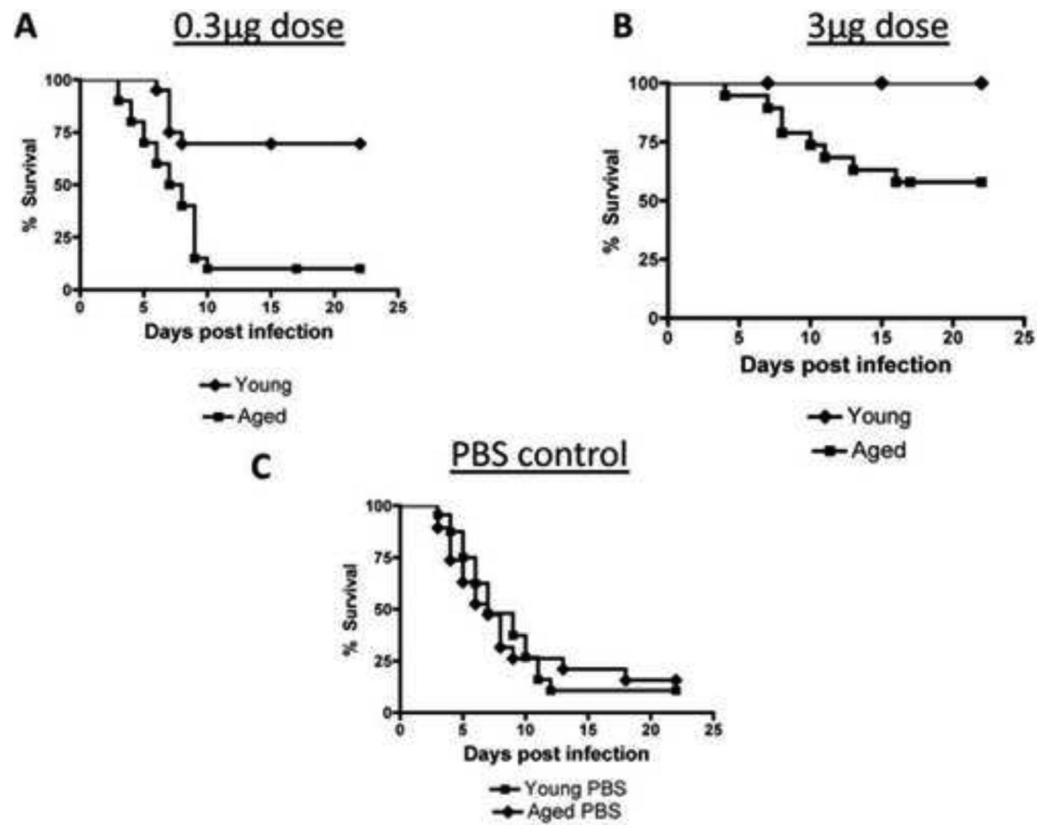 A
0.3µg dose
100
75
50
25
0
% Survival
0 5 10 15 20 25
Days post infection
Young
Aged
B
3µg dose
100
75
50
25
0
% Survival
0 5 10 15 20 25
Days post infection
Young
Aged
C
PBS control
100
75
50
25
0
% Survival
0 5 10 15 20 25
Days post infection
Young PBS
Aged PBS